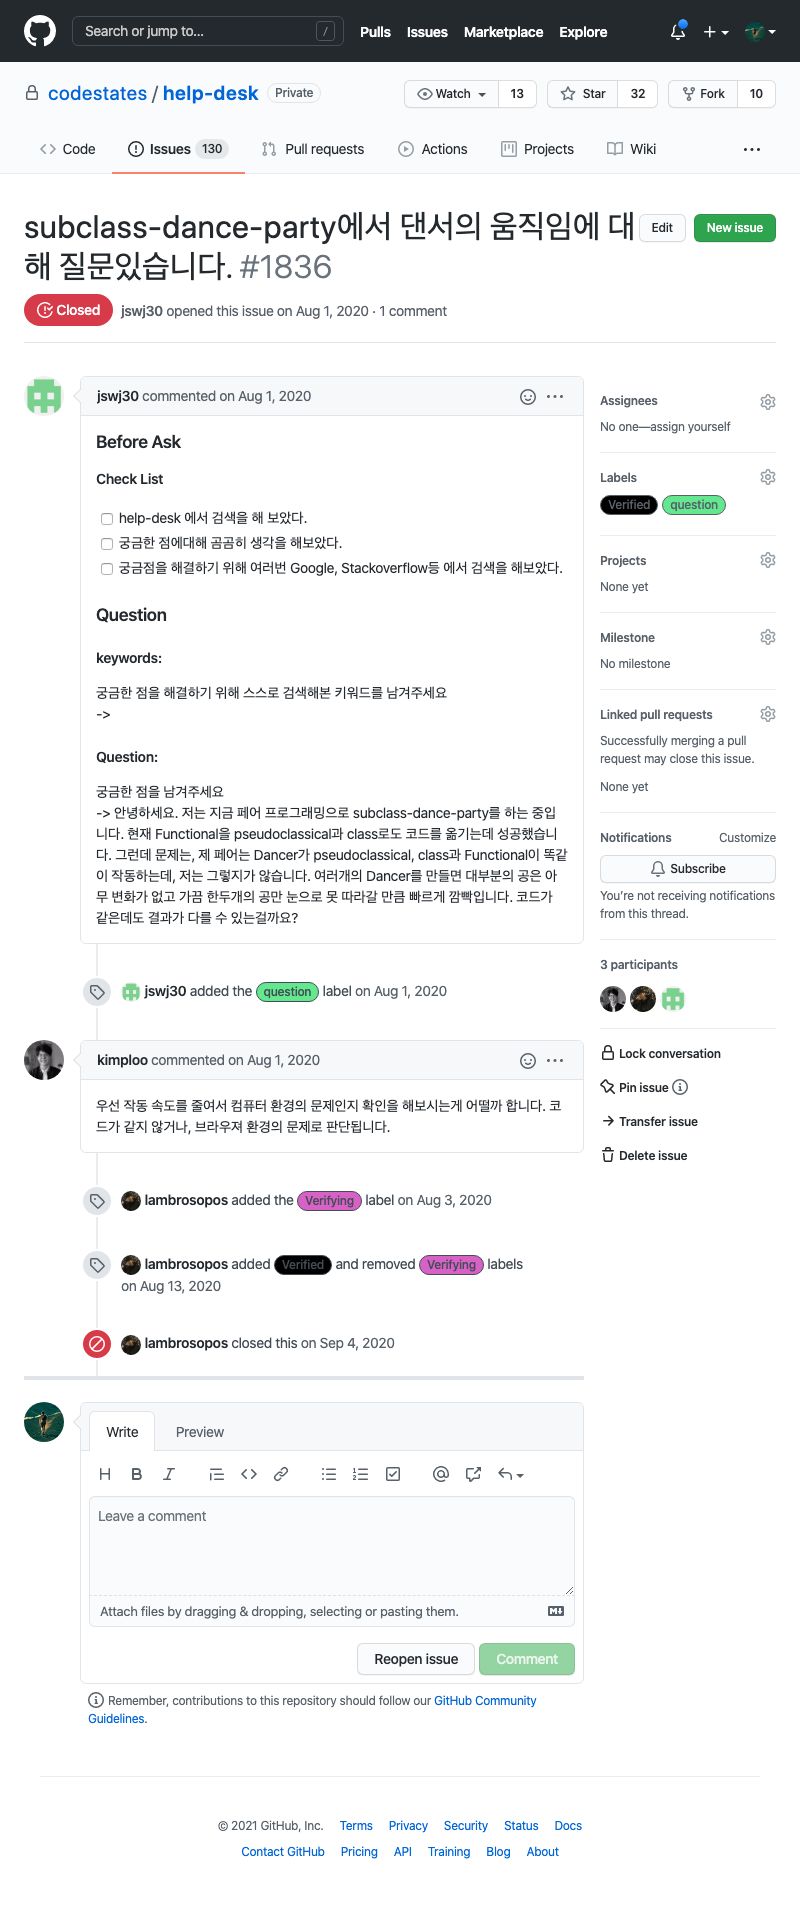 Search or jump to... /
Pulls Issues Marketplace Explore
codestates / help-desk Private
Watch 13 Star 32 Fork 10
Code Issues 130 Pull requests Actions Projects Wiki ...
subclass-dance-party에서 댄서의 움직임에 대
해 질문있습니다. #1836
Edit New issue
Closed jswj30 opened this issue on Aug 1, 2020 · 1 comment
jswj30 commented on Aug 1, 2020
Before Ask
Check List
help-desk 에서 검색을 해 보았다.
궁금한 점에대해 곰곰히 생각을 해보았다.
궁금점을 해결하기 위해 여러번 Google, Stackoverflow등 에서 검색을 해보았다.
Question
keywords:
궁금한 점을 해결하기 위해 스스로 검색해본 키워드를 남겨주세요
->
Question:
궁금한 점을 남겨주세요
-> 안녕하세요. 저는 지금 페어 프로그래밍으로 subclass-dance-party를 하는 중입
니다. 현재 Functional을 pseudoclassical과 class로도 코드를 옮기는데 성공했습니
다. 그런데 문제는, 제 페어는 Dancer가 pseudoclassical, class과 Functional이 똑같
이 작동하는데, 저는 그렇지가 않습니다. 여러개의 Dancer를 만들면 대부분의 공은 아
무 변화가 없고 가끔 한두개의 공만 눈으로 못 따라갈 만큼 빠르게 깜빡입니다. 코드가
같은데도 결과가 다를 수 있는걸까요?
jswj30 added the question label on Aug 1, 2020
kimploo commented on Aug 1, 2020
우선 작동 속도를 줄여서 컴퓨터 환경의 문제인지 확인을 해보시는게 어떨까 합니다. 코
드가 같지 않거나, 브라우져 환경의 문제로 판단됩니다.
lambrosopos added the Verifying label on Aug 3, 2020
lambrosopos added Verified and removed Verifying labels
on Aug 13, 2020
lambrosopos closed this on Sep 4, 2020
Assignees
No one—assign yourself
Labels
Verified question
Projects
None yet
Milestone
No milestone
Linked pull requests
Successfully merging a pull
request may close this issue.
None yet
Notifications Customize
Subscribe
You're not receiving notifications
from this thread.
3 participants
Lock conversation
Pin issue
Transfer issue
Delete issue
Write Preview
H B I
Leave a comment
Attach files by dragging & dropping, selecting or pasting them.
Reopen issue Comment
Remember, contributions to this repository should follow our GitHub Community
Guidelines.
© 2021 GitHub, Inc. Terms Privacy Security Status Docs
Contact GitHub Pricing API Training Blog About